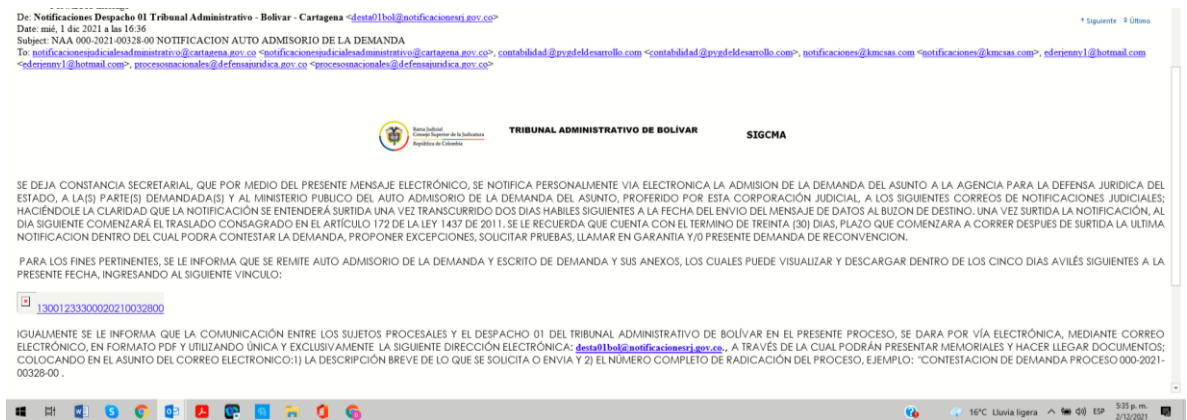 De: Notificaciones Despacho 01 Tribunal Administrativo - Bolivar - Cartagena <desta01bol@notificacionesrj.gov.co>
↑ Siguiente ⇟ Último
Date: mié, 1 dic 2021 a las 16:36
Subject: NAA 000-2021-00328-00 NOTIFICACION AUTO ADMISORIO DE LA DEMANDA
To: notificacionesjudicialesadministrativo@cartagena.gov.co <notificacionesjudicialesadministrativo@cartagena.gov.co>, contabilidad@pygdeldesarrollo.com <contabilidad@pygdeldesarrollo.com>, notificaciones@kmcsas.com <notificaciones@kmcsas.com>, ederjenny1@hotmail.com
<ederjenny1@hotmail.com>, procesosnacionales@defensajuridica.gov.co <procesosnacionales@defensajuridica.gov.co>
Rama Judicial
Consejo Superior de la Judicatura
República de Colombia
TRIBUNAL ADMINISTRATIVO DE BOLÍVAR
SIGCMA
SE DEJA CONSTANCIA SECRETARIAL, QUE POR MEDIO DEL PRESENTE MENSAJE ELECTRÓNICO, SE NOTIFICA PERSONALMENTE VIA ELECTRONICA LA ADMISION DE LA DEMANDA DEL ASUNTO A LA AGENCIA PARA LA DEFENSA JURIDICA DEL
ESTADO, A LA(S) PARTE(S) DEMANDADA(S) Y AL MINISTERIO PUBLICO DEL AUTO ADMISORIO DE LA DEMANDA DEL ASUNTO, PROFERIDO POR ESTA CORPORACIÓN JUDICIAL, A LOS SIGUIENTES CORREOS DE NOTIFICACIONES JUDICIALES;
HACIÉNDOLE LA CLARIDAD QUE LA NOTIFICACIÓN SE ENTENDERÁ SURTIDA UNA VEZ TRANSCURRIDO DOS DIAS HABILES SIGUIENTES A LA FECHA DEL ENVIO DEL MENSAJE DE DATOS AL BUZON DE DESTINO. UNA VEZ SURTIDA LA NOTIFICACIÓN, AL
DIA SIGUIENTE COMENZARÁ EL TRASLADO CONSAGRADO EN EL ARTÍCULO 172 DE LA LEY 1437 DE 2011. SE LE RECUERDA QUE CUENTA CON EL TERMINO DE TREINTA (30) DIAS, PLAZO QUE COMENZARA A CORRER DESPUES DE SURTIDA LA ULTIMA
NOTIFICACION DENTRO DEL CUAL PODRA CONTESTAR LA DEMANDA, PROPONER EXCEPCIONES, SOLICITAR PRUEBAS, LLAMAR EN GARANTIA Y/0 PRESENTE DEMANDA DE RECONVENCION.
PARA LOS FINES PERTINENTES, SE LE INFORMA QUE SE REMITE AUTO ADMISORIO DE LA DEMANDA Y ESCRITO DE DEMANDA Y SUS ANEXOS, LOS CUALES PUEDE VISUALIZAR Y DESCARGAR DENTRO DE LOS CINCO DIAS AVILÉS SIGUIENTES A LA
PRESENTE FECHA, INGRESANDO AL SIGUIENTE VINCULO:
13001233300020210032800
IGUALMENTE SE LE INFORMA QUE LA COMUNICACIÓN ENTRE LOS SUJETOS PROCESALES Y EL DESPACHO 01 DEL TRIBUNAL ADMINISTRATIVO DE BOLÍVAR EN EL PRESENTE PROCESO, SE DARA POR VÍA ELECTRÓNICA, MEDIANTE CORREO
ELECTRÓNICO, EN FORMATO PDF Y UTILIZANDO ÚNICA Y EXCLUSIVAMENTE LA SIGUIENTE DIRECCIÓN ELECTRÓNICA: desta01bol@notificacionesrj.gov.co., A TRAVÉS DE LA CUAL PODRÁN PRESENTAR MEMORIALES Y HACER LLEGAR DOCUMENTOS;
COLOCANDO EN EL ASUNTO DEL CORREO ELECTRONICO:1) LA DESCRIPCIÓN BREVE DE LO QUE SE SOLICITA O ENVIA Y 2) EL NÚMERO COMPLETO DE RADICACIÓN DEL PROCESO, EJEMPLO: "CONTESTACION DE DEMANDA PROCESO 000-2021-
00328-00 .
16°C Lluvia ligera
ESP
5:35 p. m.
2/12/2021